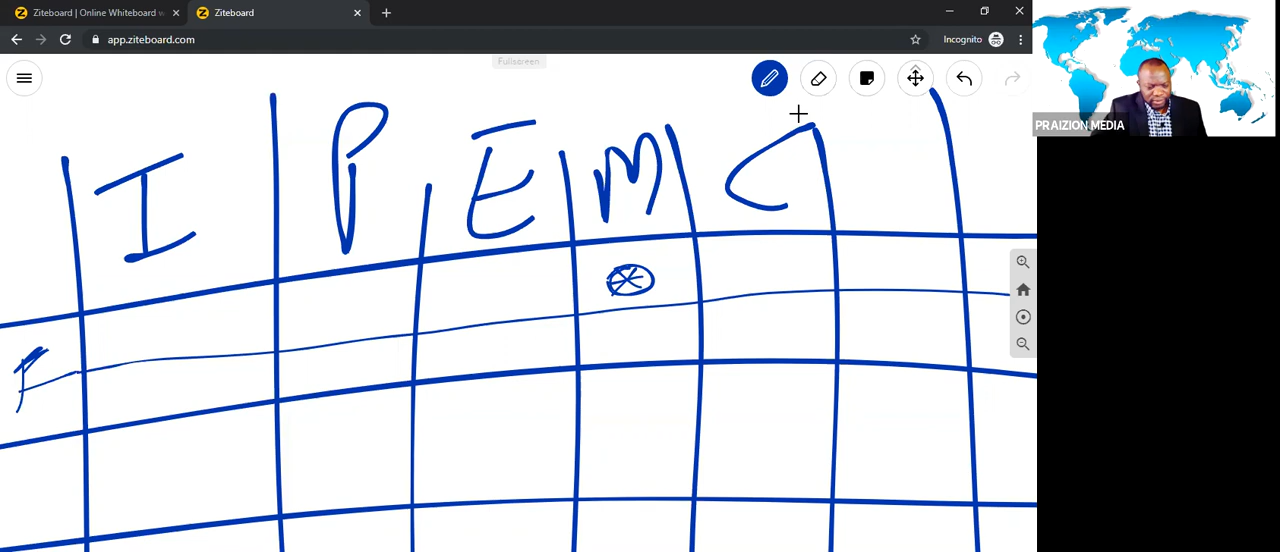 Ziteboard | Online Whiteboard w
Ziteboard
app.ziteboard.com
Incognito
Fullscreen
PRAIZION MEDIA
I P E M C